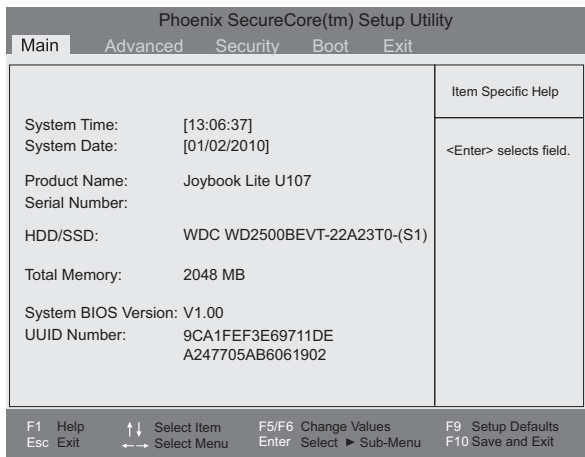 Phoenix SecureCore(tm) Setup Utility
Main Advanced Security Boot Exit
Item Specific Help
<Enter> selects field.
System Time: [13:06:37]
System Date: [01/02/2010]
Product Name: Joybook Lite U107
Serial Number:
HDD/SSD: WDC WD2500BEVT-22A23T0-(S1)
Total Memory: 2048 MB
System BIOS Version: V1.00
UUID Number: 9CA1FEF3E69711DE
A247705AB6061902
F1 Help ↑↓ Select Item F5/F6 Change Values F9 Setup Defaults
Esc Exit ←→ Select Menu Enter Select ► Sub-Menu F10 Save and Exit